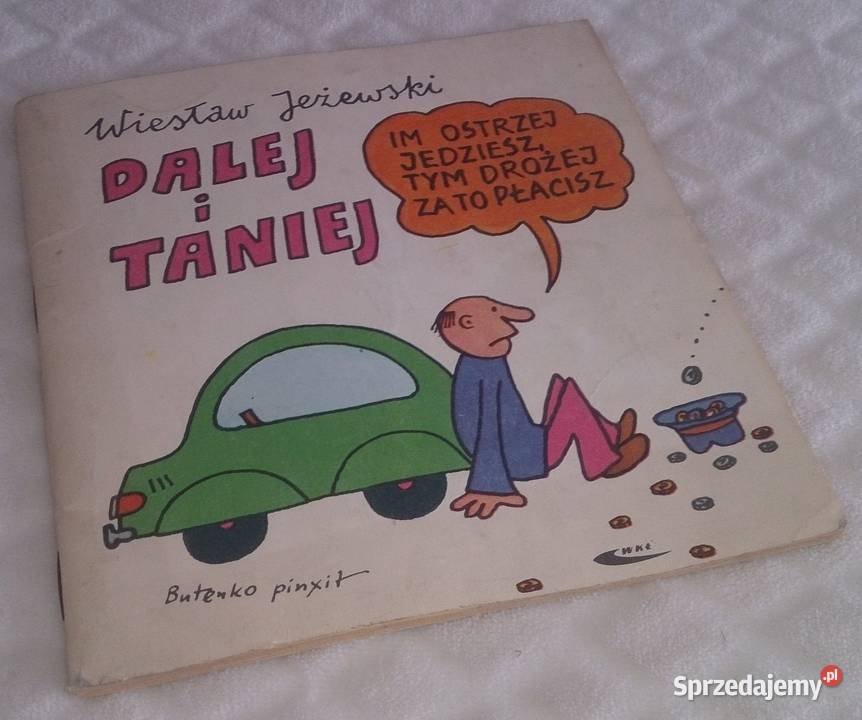 Wiesław Jeżewski
DALEJ
i
TANIEJ
IM OSTRZEJ
JEDZIESZ,
TYM DROŻEJ
ZA TO PŁACISZ
Butenko pinxit
WKŁ
Sprzedajemy.pl